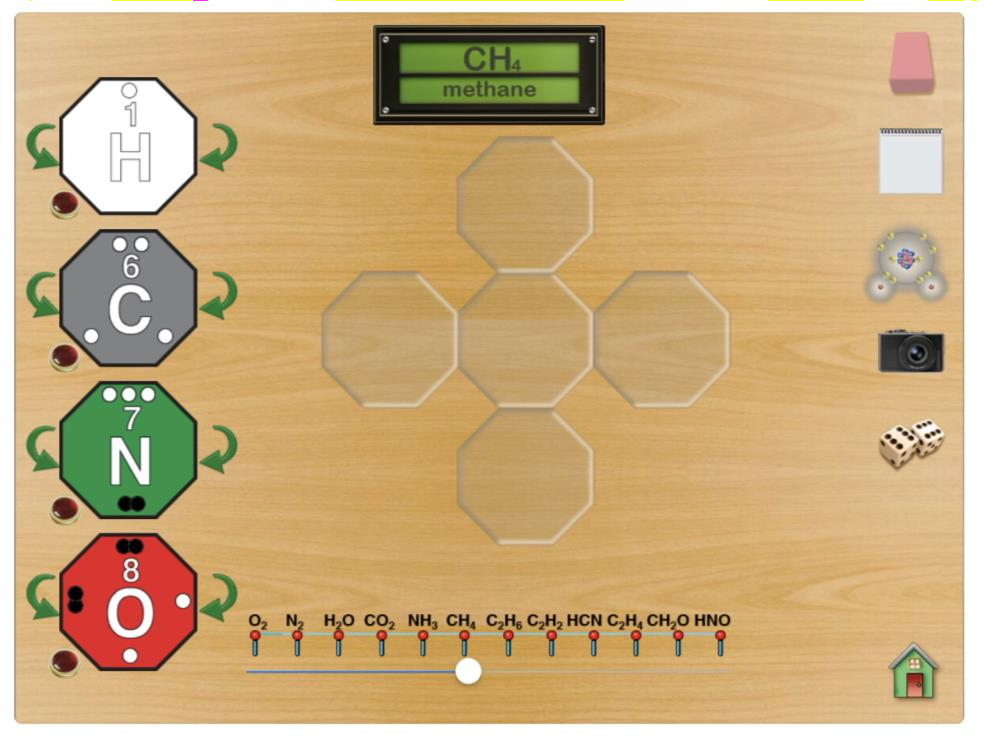 CH₄
methane
1
H
6
C
7
N
8
O
O₂ N₂ H₂O CO₂ NH₃ CH₄ C₂H₆ C₂H₂ HCN C₂H₄ CH₂O HNO